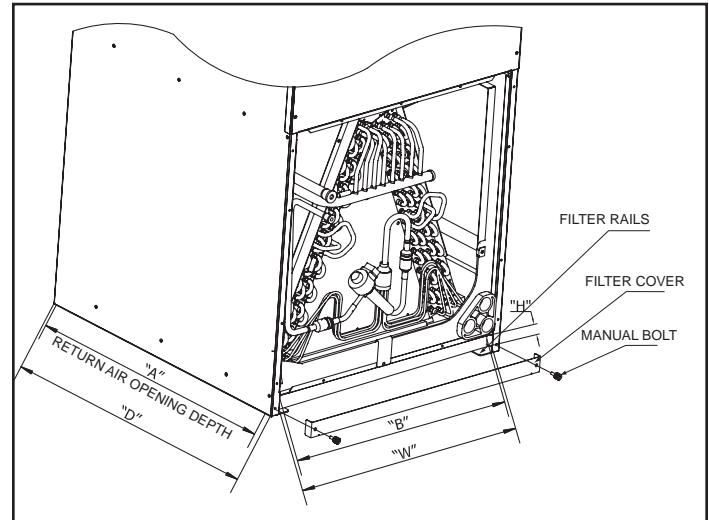 FILTER RAILS
FILTER COVER
"H"
MANUAL BOLT
"A"
RETURN AIR OPENING DEPTH
"D"
"B"
"W"